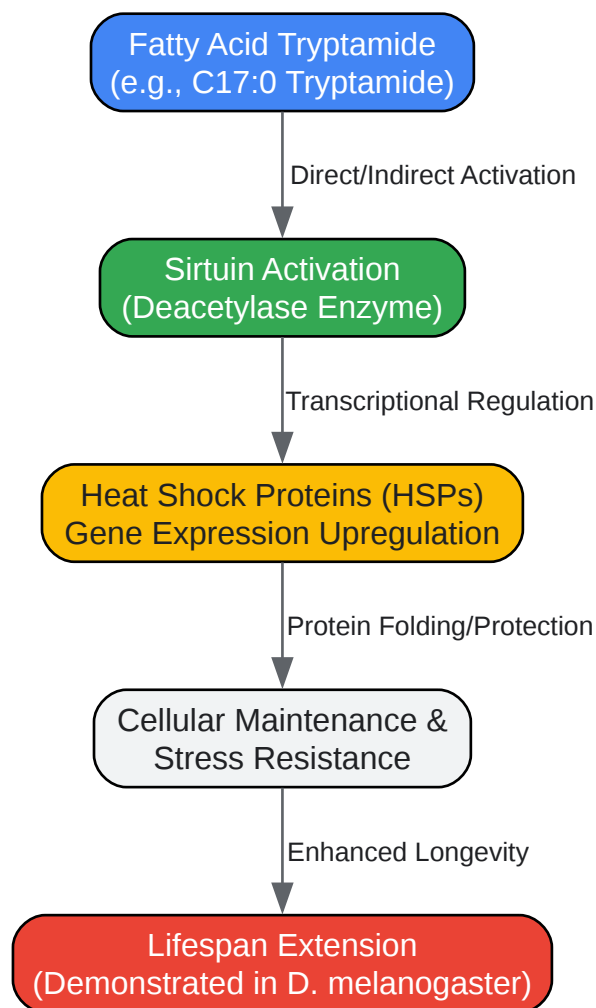 Fatty Acid Tryptamide
(e.g., C17:0 Tryptamide)
Direct/Indirect Activation
Sirtuin Activation
(Deacetylase Enzyme)
Transcriptional Regulation
Heat Shock Proteins (HSPs)
Gene Expression Upregulation
Protein Folding/Protection
Cellular Maintenance &
Stress Resistance
Enhanced Longevity
Lifespan Extension
(Demonstrated in D. melanogaster)